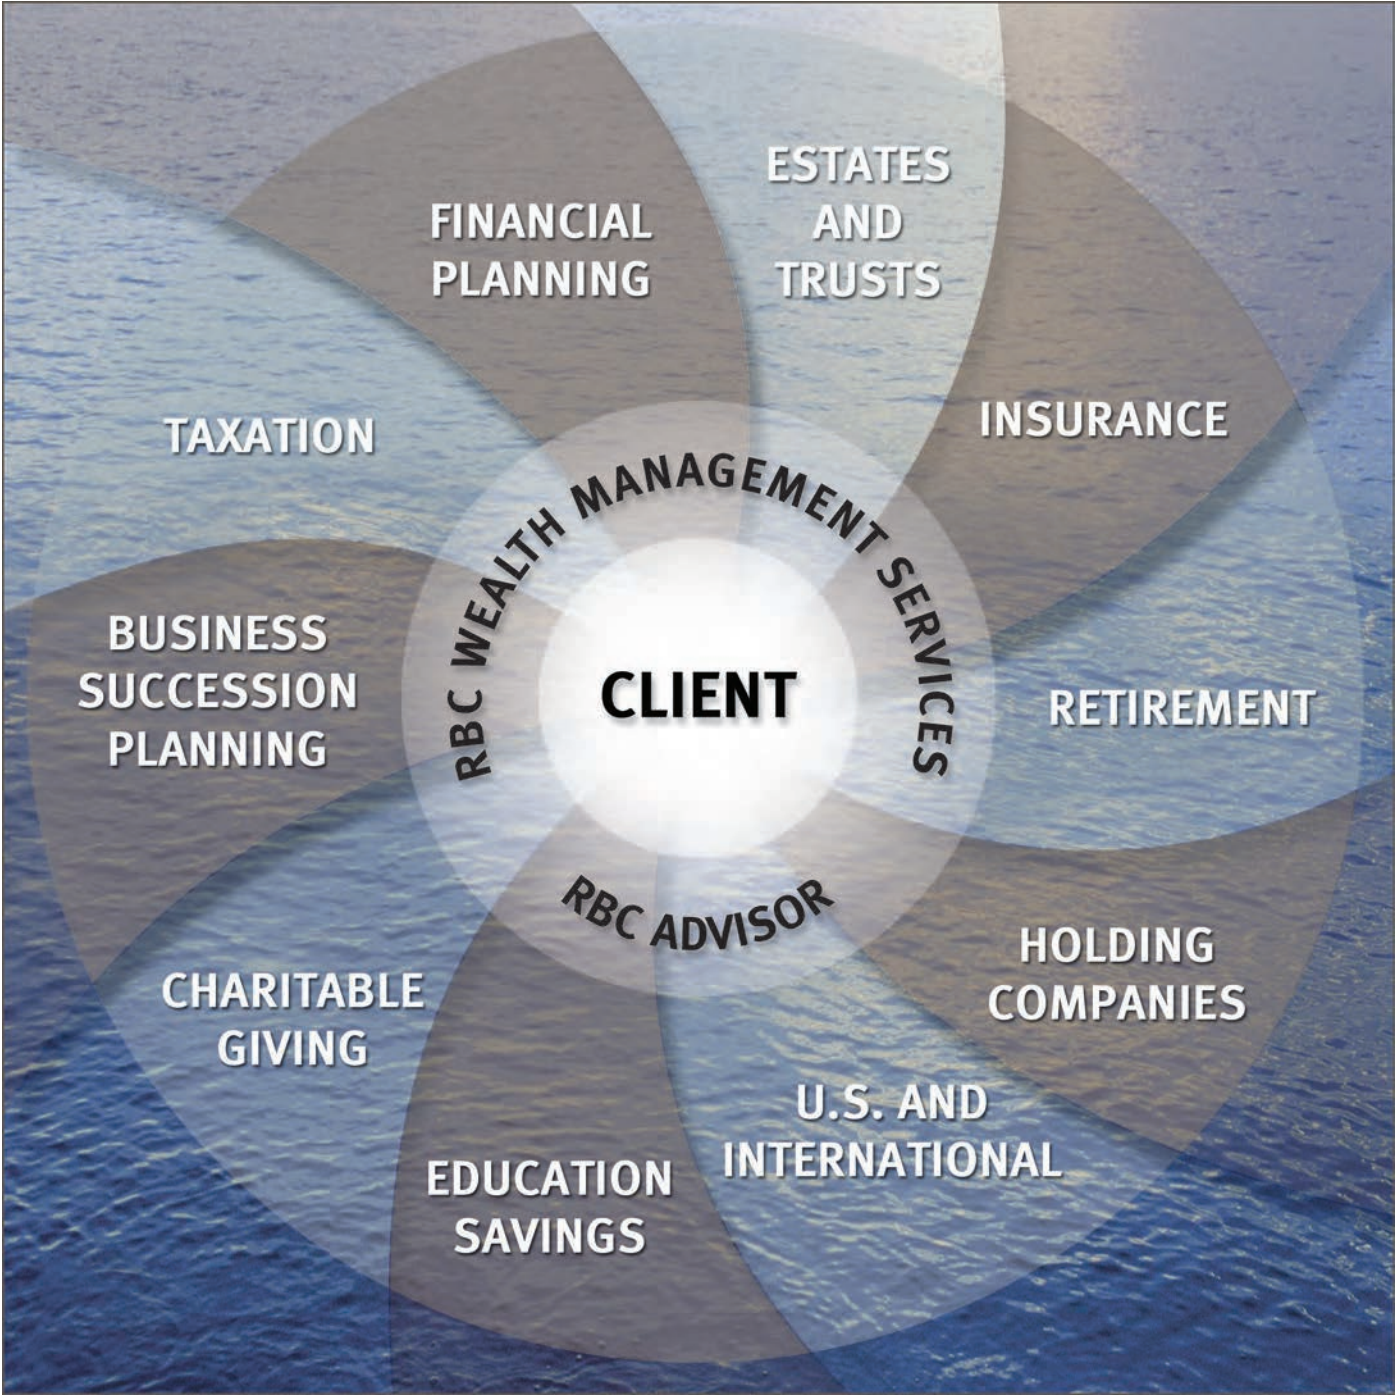 ESTATES
AND
TRUSTS
FINANCIAL
PLANNING
INSURANCE
TAXATION
RBC WEALTH MANAGEMENT SERVICES
BUSINESS
SUCCESSION
PLANNING
CLIENT
RETIREMENT
RBC ADVISOR
HOLDING
COMPANIES
CHARITABLE
GIVING
U.S. AND
INTERNATIONAL
EDUCATION
SAVINGS